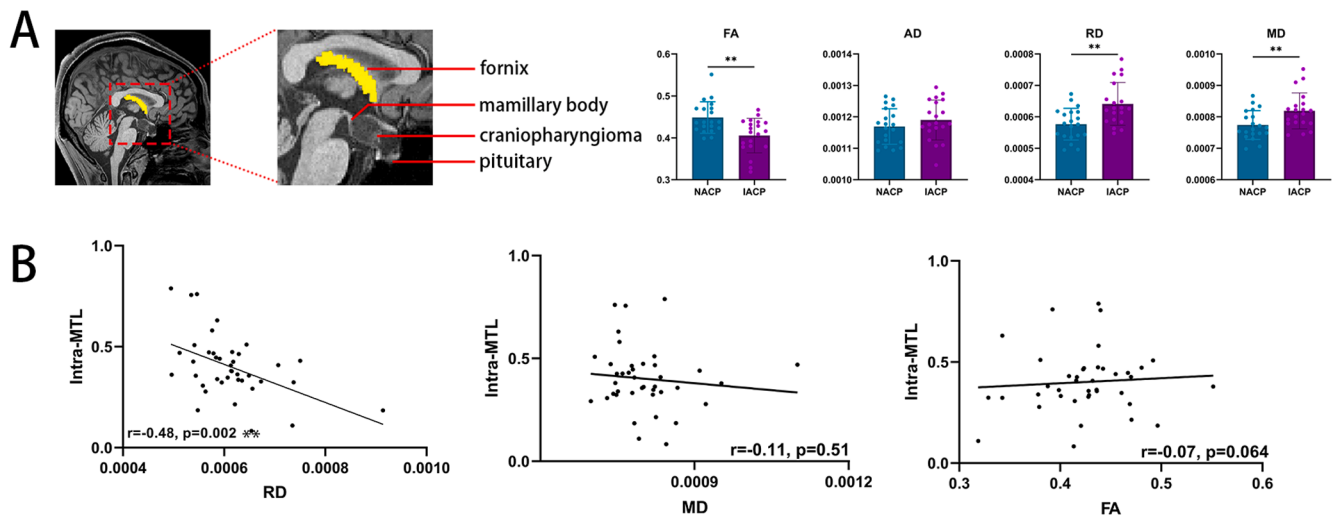 A
fornix
mamillary body
craniopharyngioma
pituitary
FA
**
0.6
0.5
0.4
0.3
NACP
IACP
AD
0.0014
0.0013
0.0012
0.0011
0.0010
NACP
IACP
RD
**
0.0008
0.0007
0.0006
0.0005
0.0004
NACP
IACP
MD
**
0.0010
0.0009
0.0008
0.0007
0.0006
NACP
IACP
B
Intra-MTL
1.0
0.5
0.0
r=-0.48, p=0.002 **
0.0004
0.0006
0.0008
0.0010
RD
Intra-MTL
1.0
0.5
0.0
r=-0.11, p=0.51
0.0009
0.0012
MD
Intra-MTL
1.0
0.5
0.0
r=-0.07, p=0.064
0.3
0.4
0.5
0.6
FA